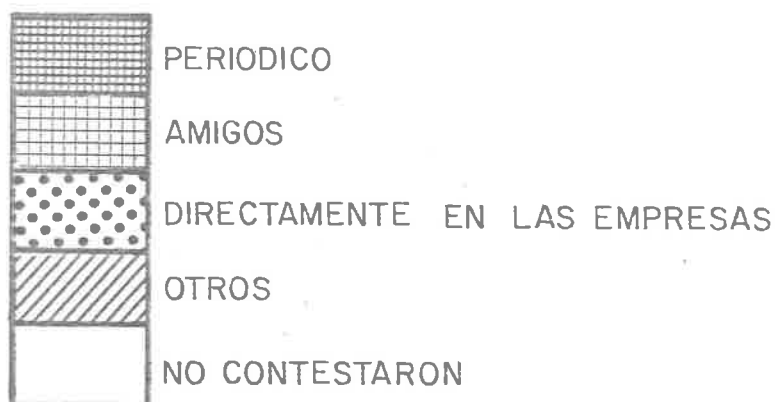 PERIODICO
AMIGOS
DIRECTAMENTE EN LAS EMPRESAS
OTROS
NO CONTESTARON